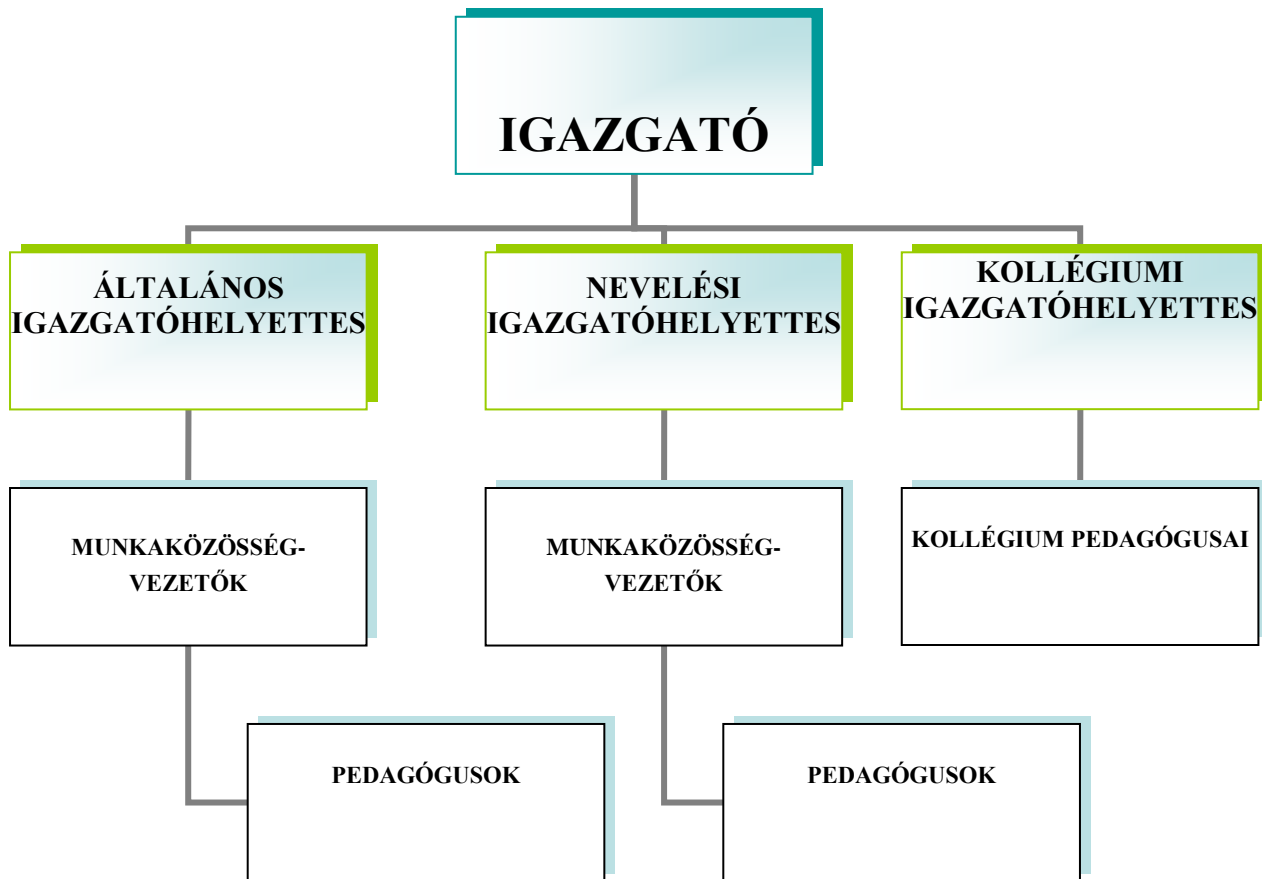 IGAZGATÓ
ÁLTALÁNOS
IGAZGATÓHELYETTES
NEVELÉSI
IGAZGATÓHELYETTES
KOLLÉGIUMI
IGAZGATÓHELYETTES
MUNKAKÖZÖSSÉG-
VEZETŐK
MUNKAKÖZÖSSÉG-
VEZETŐK
KOLLÉGIUM PEDAGÓGUSAI
PEDAGÓGUSOK
PEDAGÓGUSOK